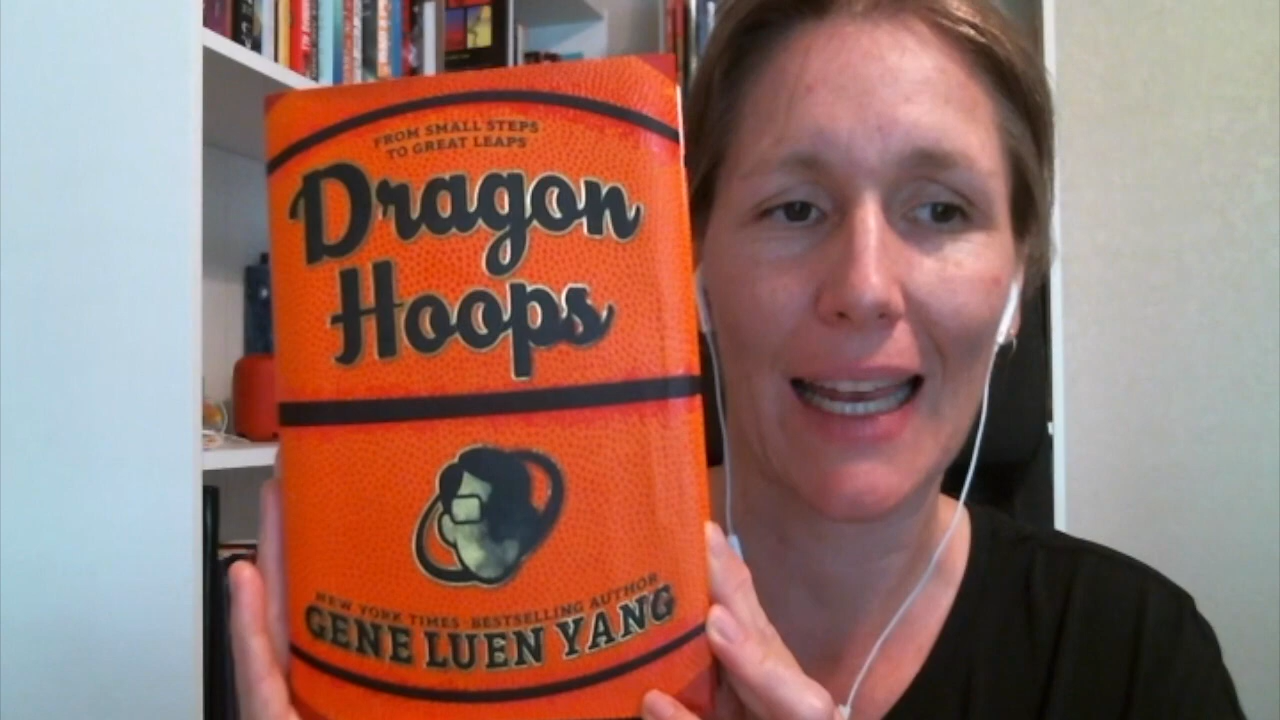 FROM SMALL STEPS
TO GREAT LEAPS
Dragon
Hoops
NEW YORK TIMES BESTSELLING AUTHOR
GENE LUEN YANG